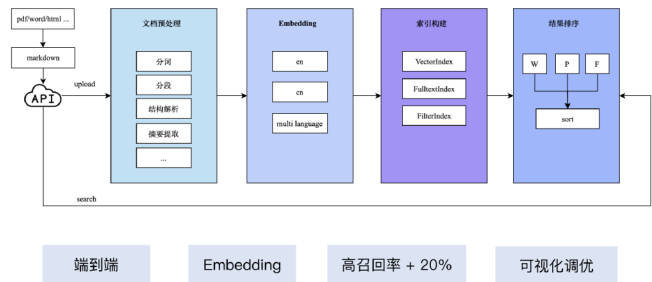 pdf/word/html ...
markdown
API
upload
search
文档预处理
分词
分段
结构解析
摘要提取
...
Embedding
en
cn
multi language
索引构建
VectorIndex
FulltextIndex
FilterIndex
结果排序
W P F
sort
端到端
Embedding
高召回率 + 20%
可视化调优